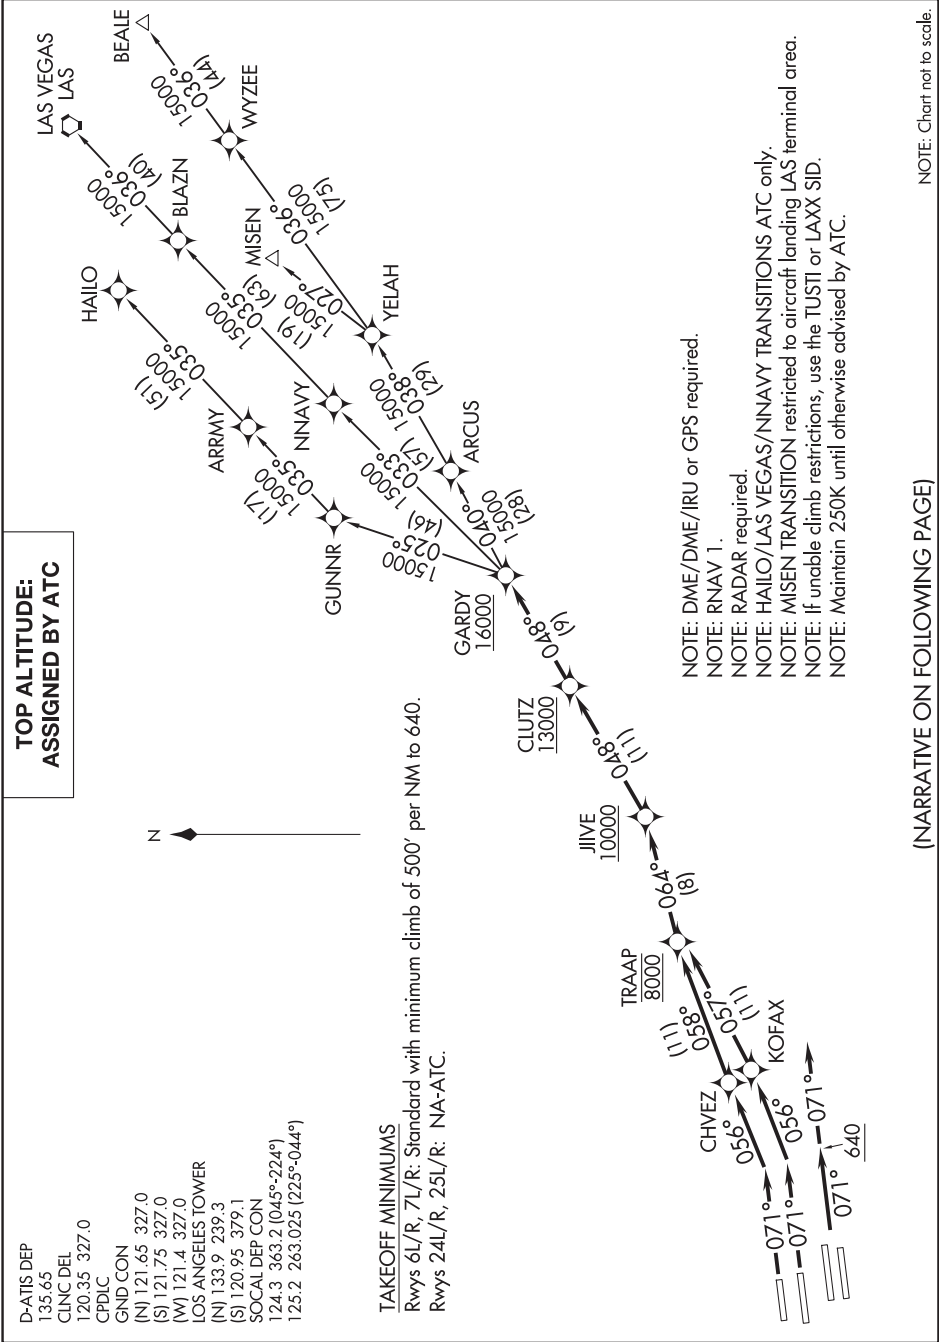 TOP ALTITUDE:
ASSIGNED BY ATC
D-ATIS DEP
135.65
CLNC DEL
120.35 327.0
CPDLC
GND CON
(N) 121.65 327.0
(S) 121.75 327.0
(W) 121.4 327.0
LOS ANGELES TOWER
(N) 133.9 239.3
(S) 120.95 379.1
SOCAL DEP CON
124.3 363.2 (045°-224°)
125.2 263.025 (225°-044°)
N
TAKEOFF MINIMUMS
Rwys 6L/R, 7L/R: Standard with minimum climb of 500' per NM to 640.
Rwys 24L/R, 25L/R: NA-ATC.
HAILO
LAS VEGAS
LAS
BEALE
15000
036°
(40)
15000
036°
(44)
BLAZN
WYZEE
(51)
15000
035°
ARRMY
15000
035°
(63)
MISEN
(19)
15000
027°
036°
15000
(75)
NNAVY
YELAH
(17)
15000
035°
GUNNR
15000
033°
(57)
15000
038°
(29)
ARCUS
15000
025°
(46)
040°
15000
(28)
GARDY
16000
048°
(9)
CLUTZ
13000
048°
(11)
JIIVE
10000
064°
(8)
TRAAP
8000
(11)
058°
057°
(11)
CHVEZ
KOFAX
056°
056°
071°
071°
071°
071°
640
NOTE: DME/DME/IRU or GPS required.
NOTE: RNAV 1.
NOTE: RADAR required.
NOTE: HAILO/LAS VEGAS/NNAVY TRANSITIONS ATC only.
NOTE: MISEN TRANSITION restricted to aircraft landing LAS terminal area.
NOTE: If unable climb restrictions, use the TUSTI or LAXX SID.
NOTE: Maintain 250K until otherwise advised by ATC.
(NARRATIVE ON FOLLOWING PAGE)
NOTE: Chart not to scale.